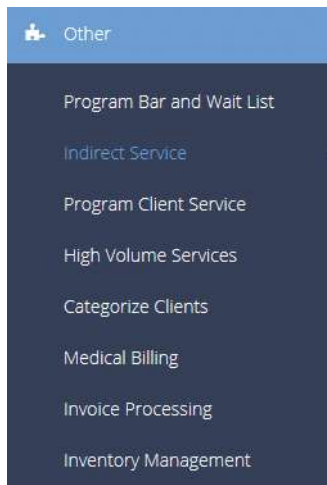 Other
Program Bar and Wait List
Indirect Service
Program Client Service
High Volume Services
Categorize Clients
Medical Billing
Invoice Processing
Inventory Management